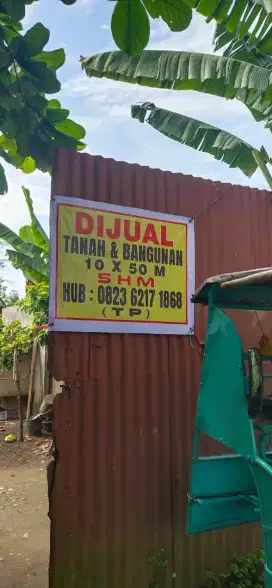 DIJUAL
TANAH & BANGUNAN
10 X 50 M
SHM
HUB : 0823 6217 1868
( TP )